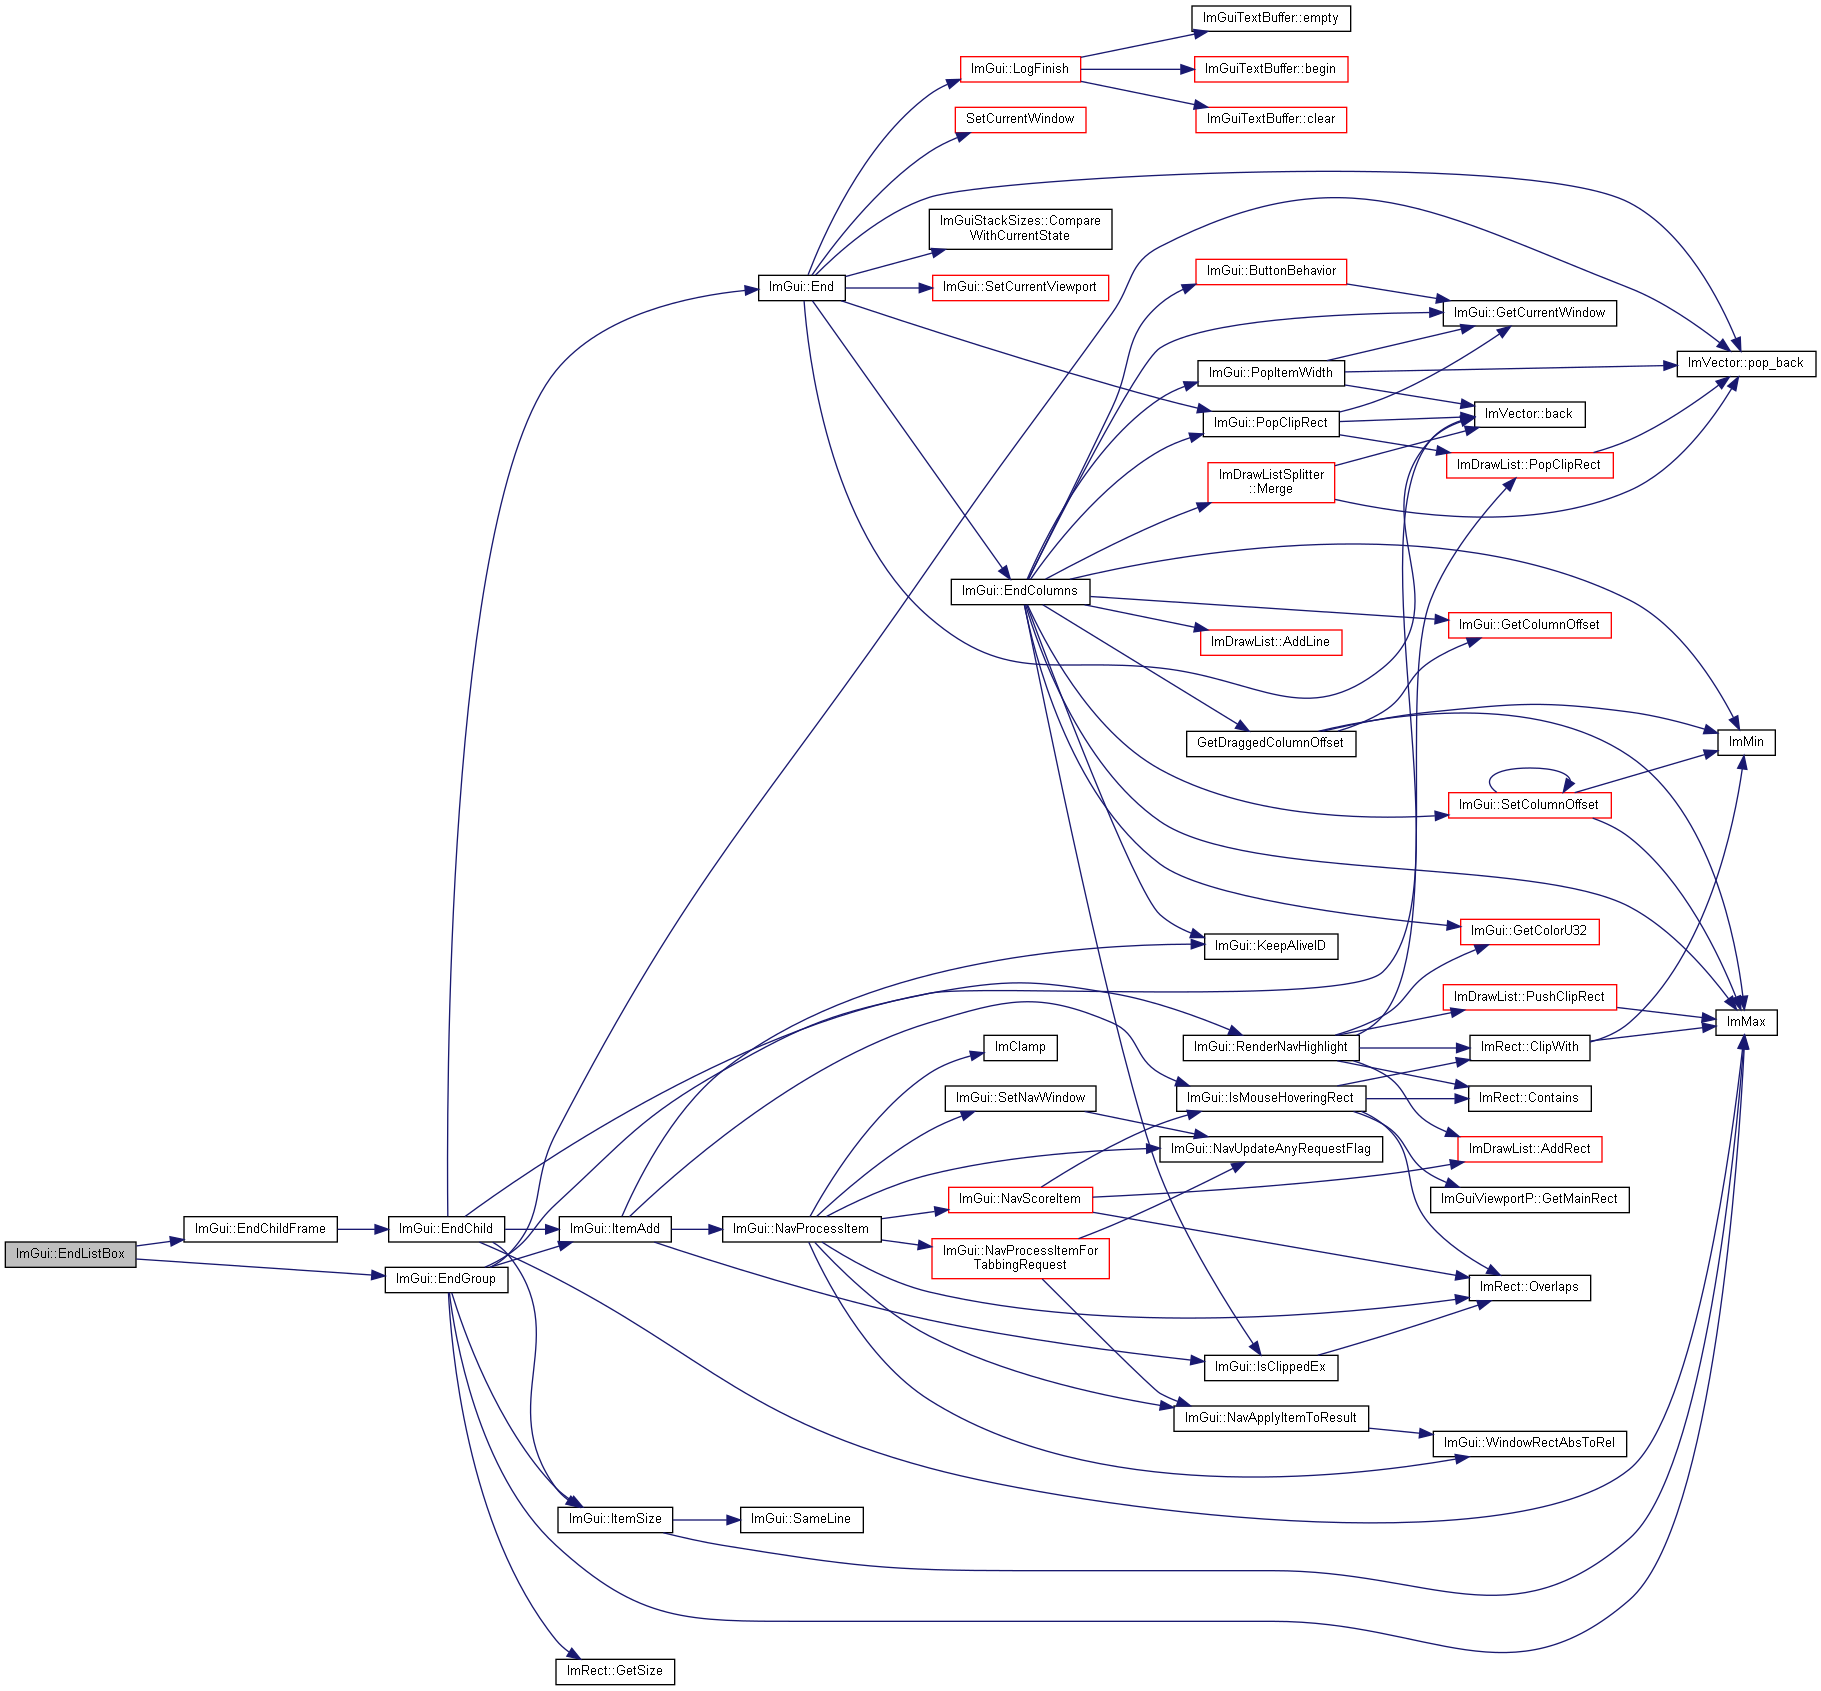 ImGuiTextBuffer::empty
ImGui::LogFinish
ImGuiTextBuffer::begin
SetCurrentWindow
ImGuiTextBuffer::clear
ImGuiStackSizes::Compare
WithCurrentState
ImGui::End
ImGui::SetCurrentViewport
ImGui::ButtonBehavior
ImGui::GetCurrentWindow
ImGui::PopItemWidth
ImVector::pop_back
ImGui::PopClipRect
ImVector::back
ImDrawListSplitter
::Merge
ImDrawList::PopClipRect
ImGui::EndColumns
ImDrawList::AddLine
ImGui::GetColumnOffset
GetDraggedColumnOffset
ImMin
ImGui::SetColumnOffset
ImGui::KeepAliveID
ImGui::GetColorU32
ImDrawList::PushClipRect
ImMax
ImClamp
ImGui::RenderNavHighlight
ImRect::ClipWith
ImGui::SetNavWindow
ImGui::IsMouseHoveringRect
ImRect::Contains
ImGui::NavUpdateAnyRequestFlag
ImDrawList::AddRect
ImGui::NavScoreItem
ImGuiViewportP::GetMainRect
ImGui::EndListBox
ImGui::EndChildFrame
ImGui::EndChild
ImGui::ItemAdd
ImGui::NavProcessItem
ImGui::NavProcessItemFor
TabbingRequest
ImGui::EndGroup
ImRect::Overlaps
ImGui::IsClippedEx
ImGui::NavApplyItemToResult
ImGui::WindowRectAbsToRel
ImGui::ItemSize
ImGui::SameLine
ImRect::GetSize